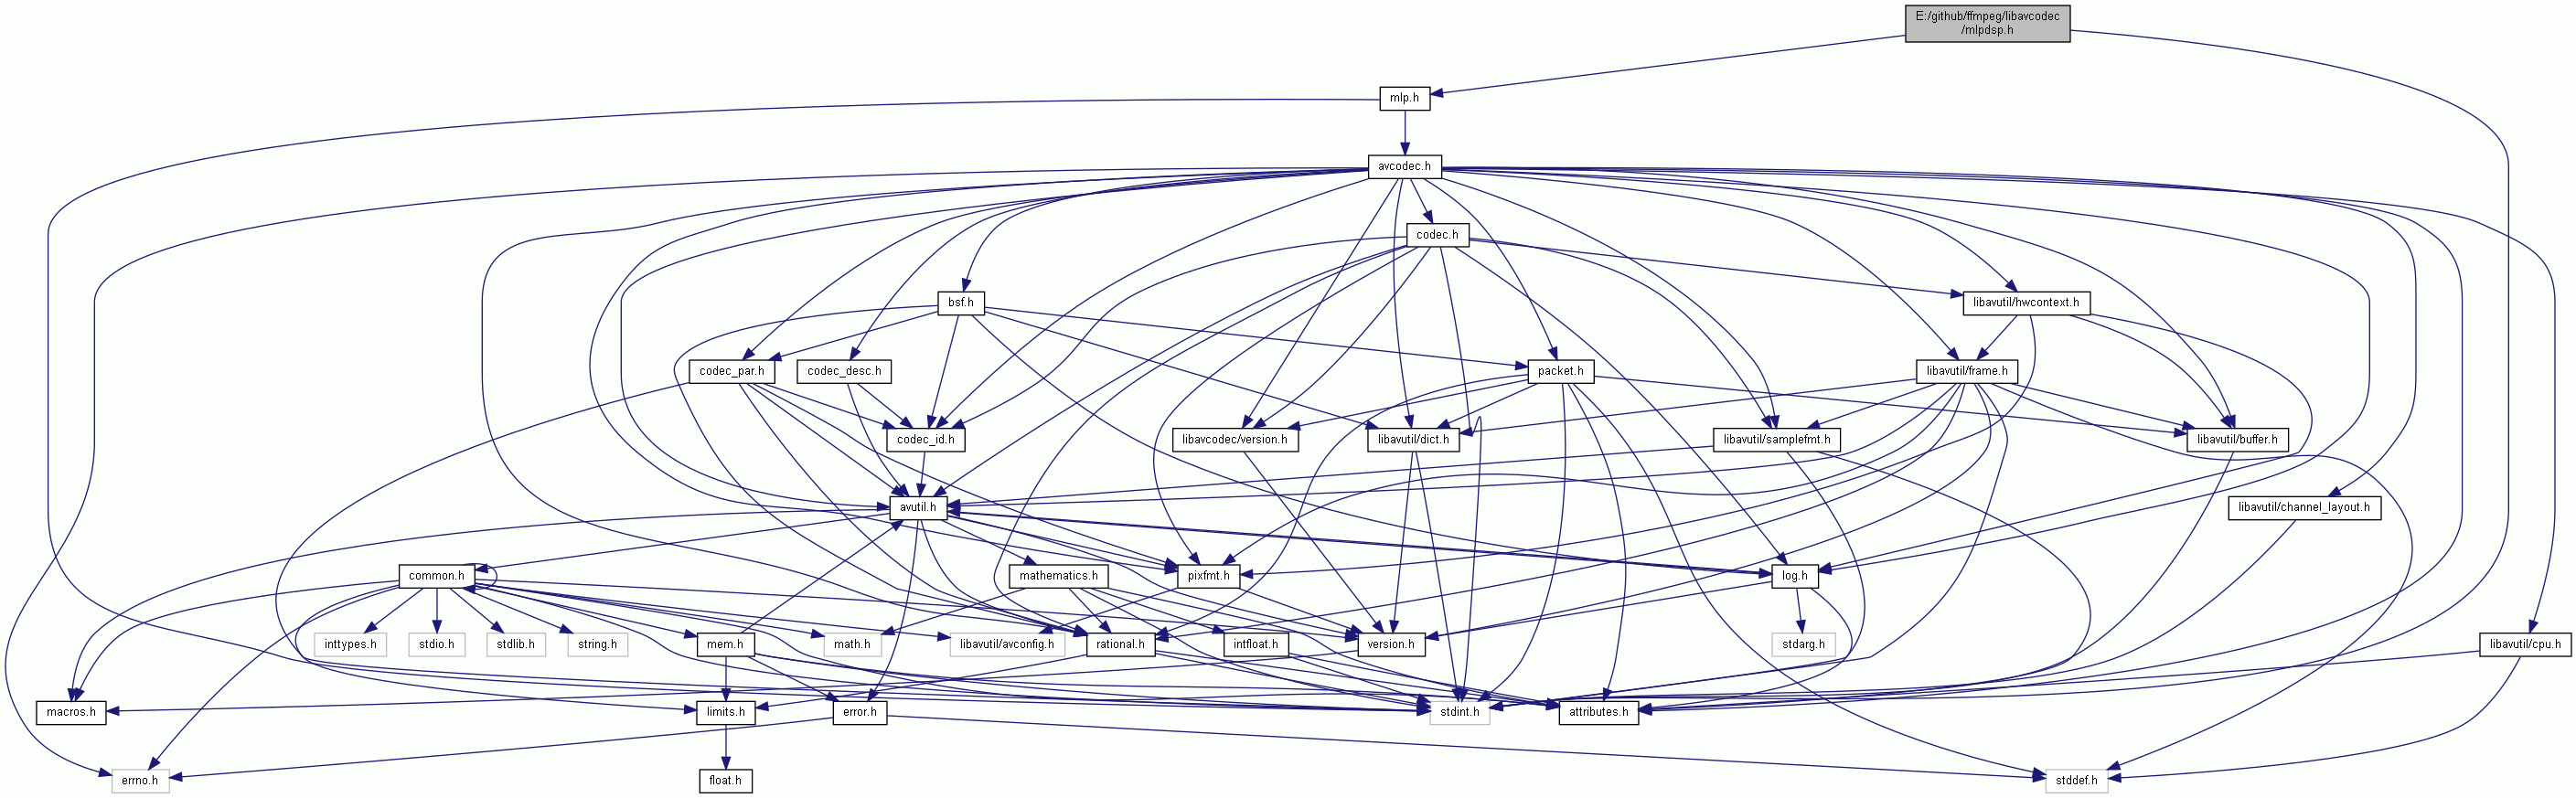 E:/github/ffmpeg/libavcodec
/mlpdsp.h
mlp.h
avcodec.h
codec.h
bsf.h
libavutil/hwcontext.h
codec_par.h
codec_desc.h
packet.h
libavutil/frame.h
codec_id.h
libavcodec/version.h
libavutil/dict.h
libavutil/samplefmt.h
libavutil/buffer.h
avutil.h
libavutil/channel_layout.h
common.h
mathematics.h
pixfmt.h
log.h
inttypes.h
stdio.h
stdlib.h
string.h
mem.h
math.h
libavutil/avconfig.h
rational.h
intfloat.h
version.h
stdarg.h
libavutil/cpu.h
macros.h
limits.h
error.h
stdint.h
attributes.h
errno.h
float.h
stddef.h